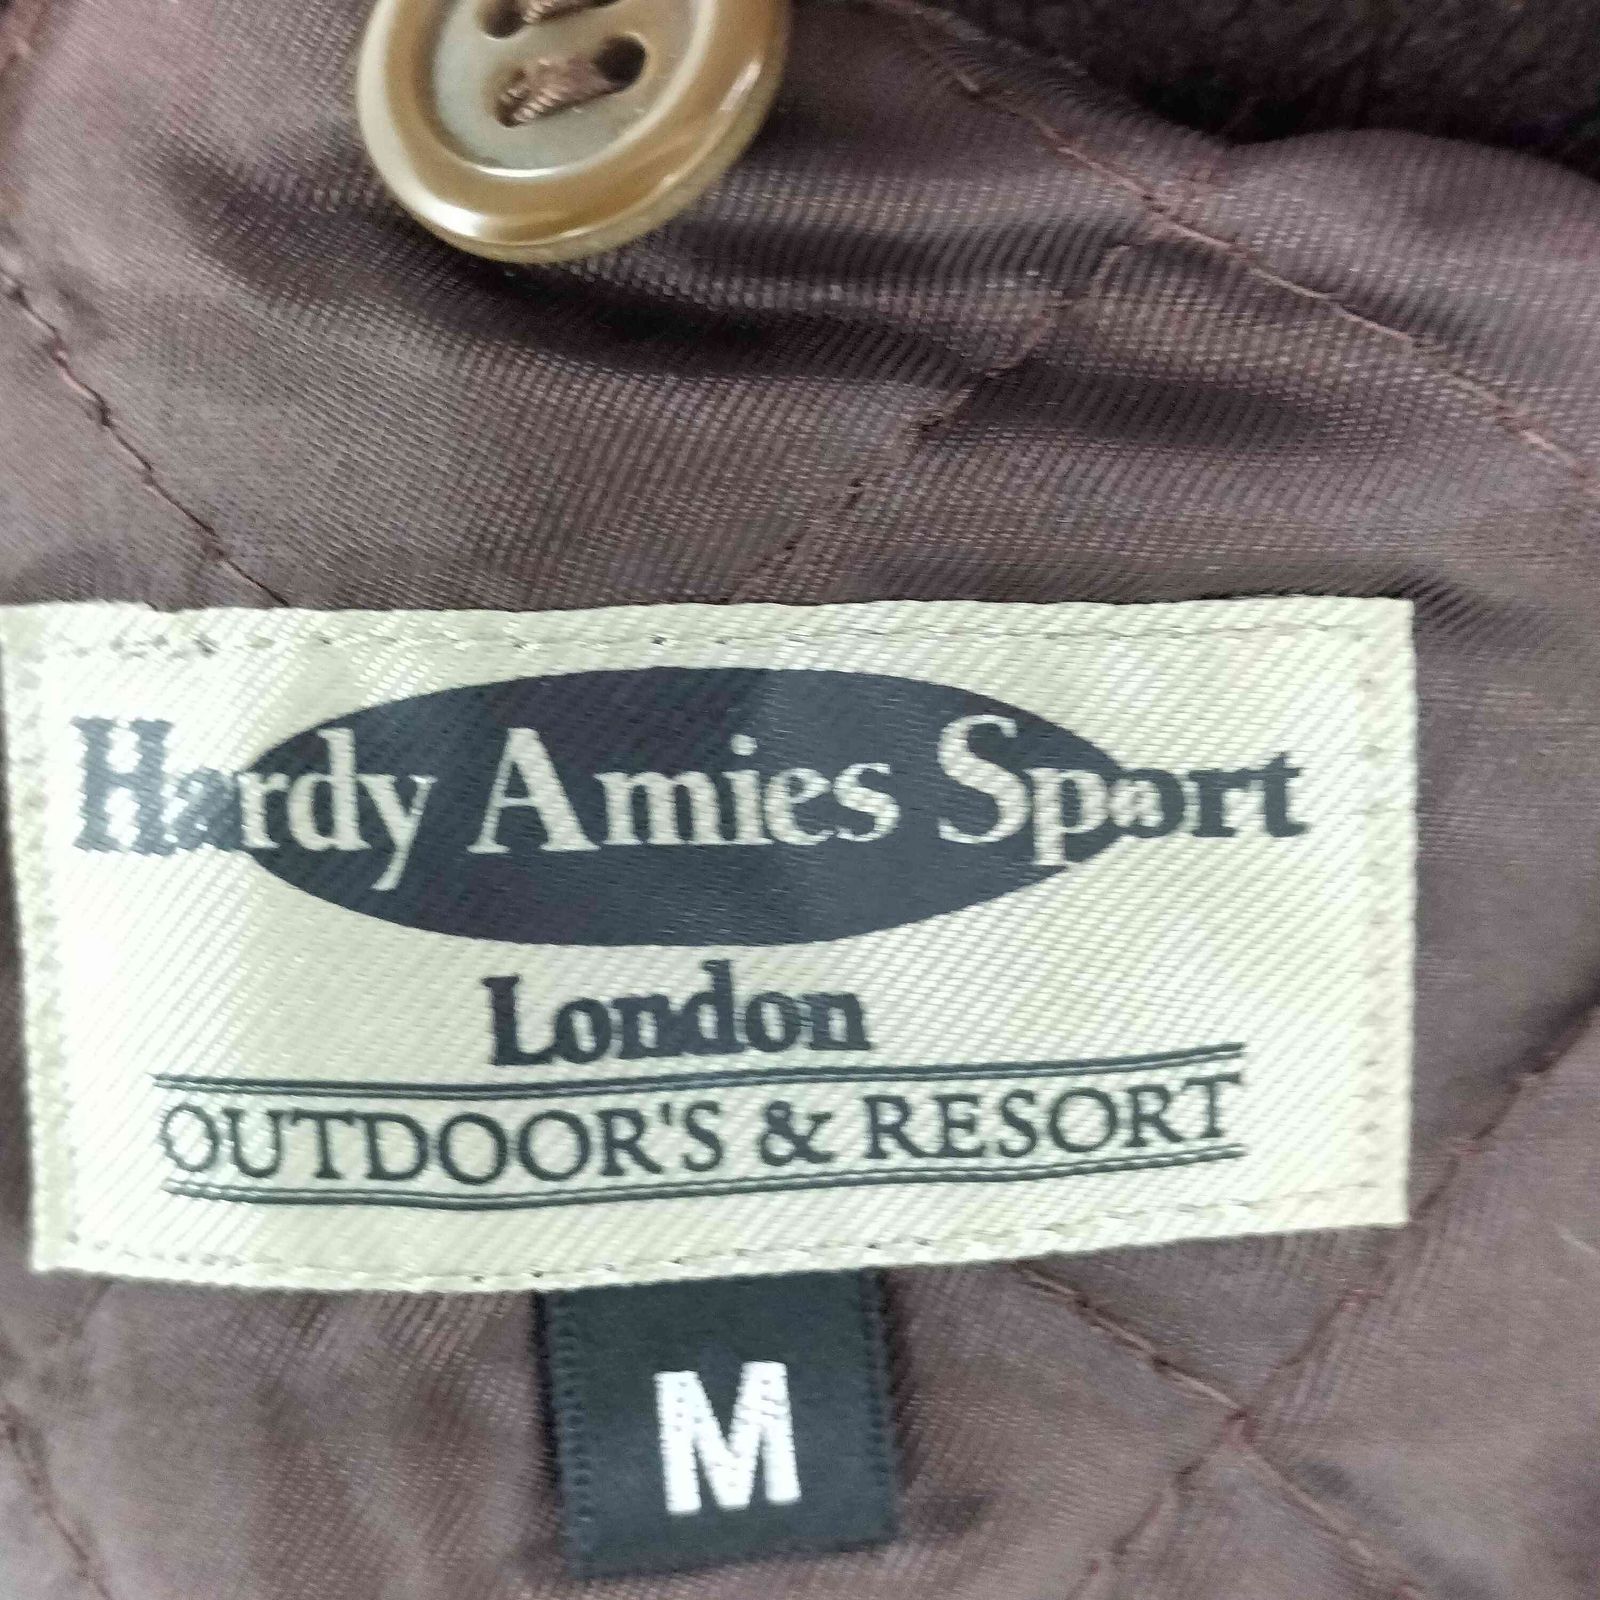 Hardy Amies Sport
London
OUTDOOR'S & RESORT
M